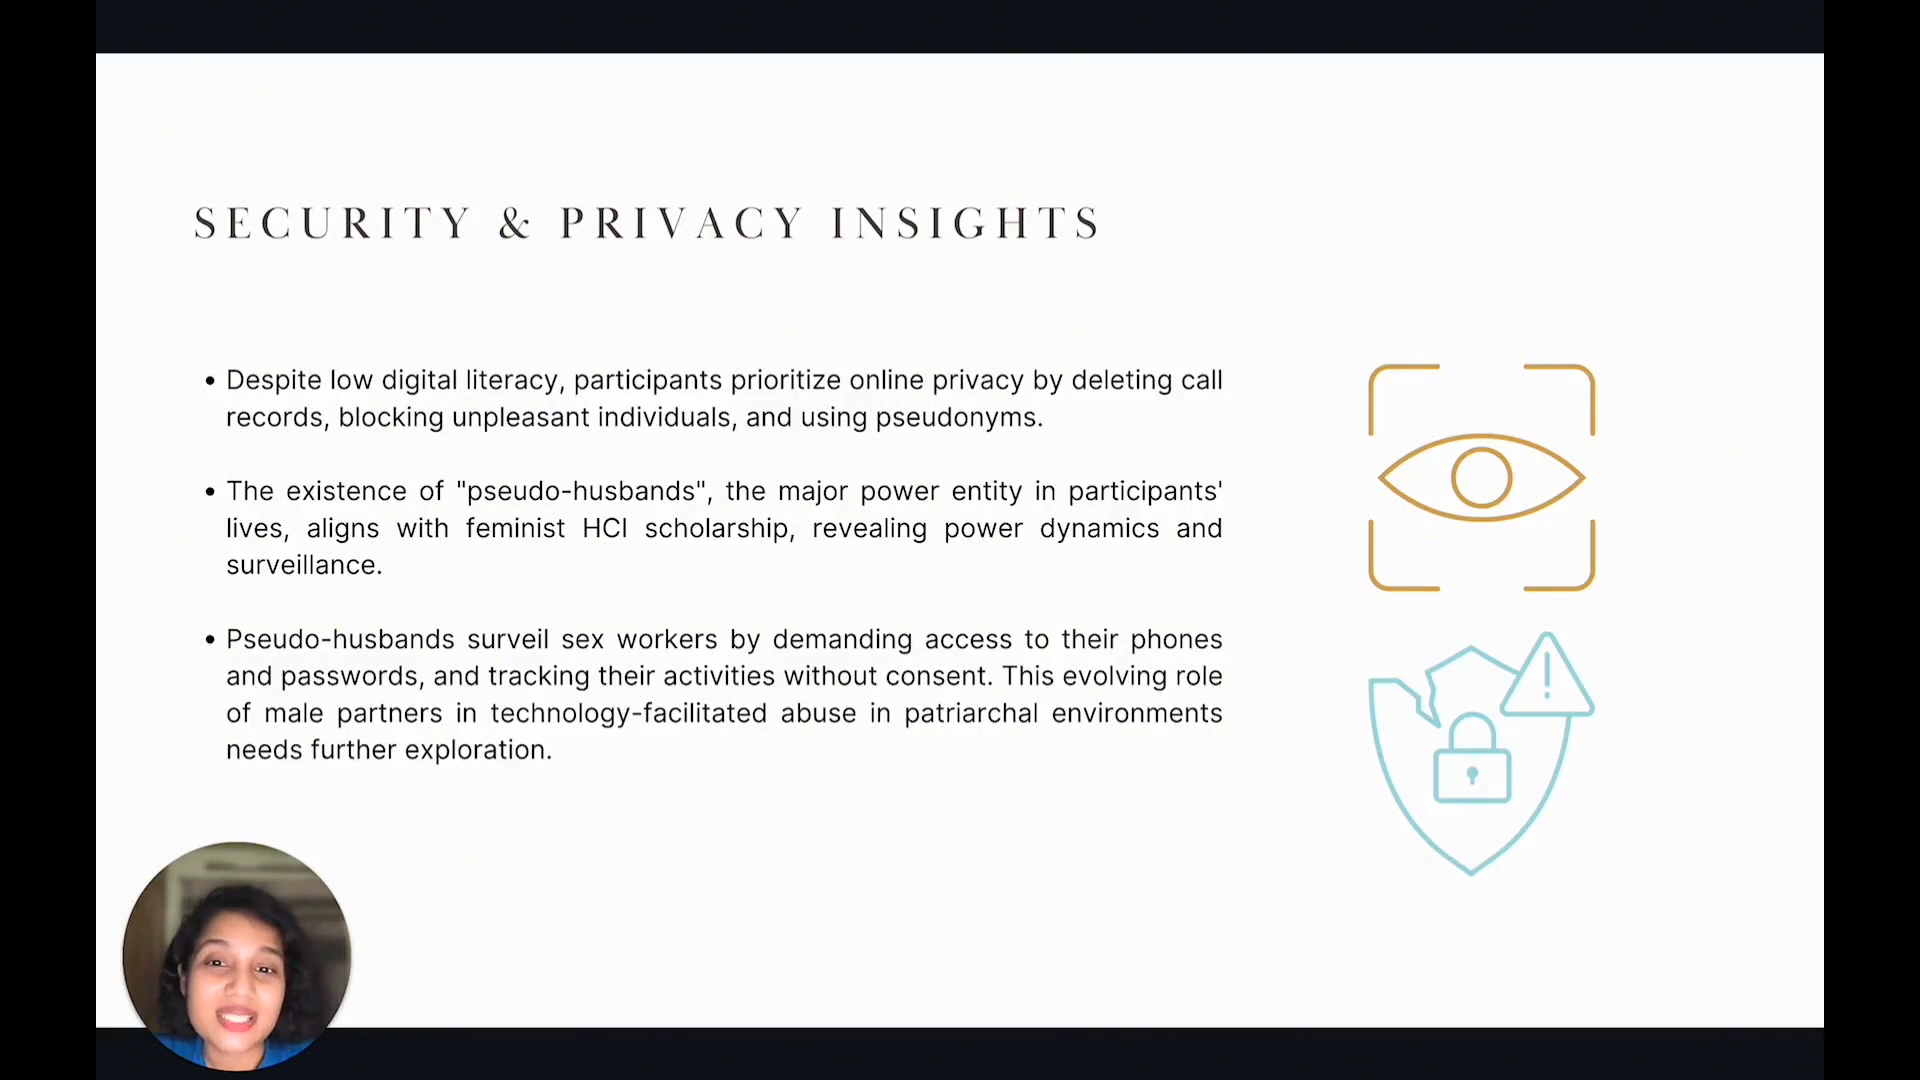 SECURITY & PRIVACY INSIGHTS
• Despite low digital literacy, participants prioritize online privacy by deleting call
records, blocking unpleasant individuals, and using pseudonyms.
• The existence of "pseudo-husbands", the major power entity in participants'
lives, aligns with feminist HCI scholarship, revealing power dynamics and
surveillance.
• Pseudo-husbands surveil sex workers by demanding access to their phones
and passwords, and tracking their activities without consent. This evolving role
of male partners in technology-facilitated abuse in patriarchal environments
needs further exploration.